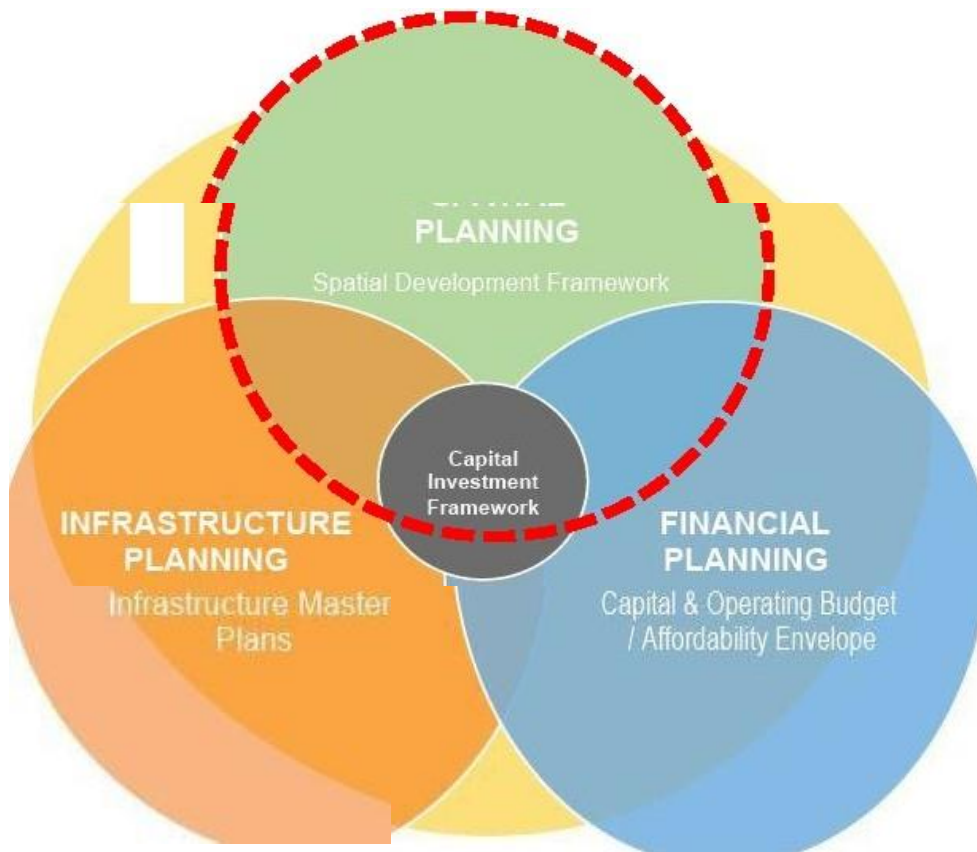 PLANNING
Spatial Development Framework
Capital
Investment
Framework
INFRASTRUCTURE
PLANNING
Infrastructure Master
Plans
FINANCIAL
PLANNING
Capital & Operating Budget
/ Affordability Envelope